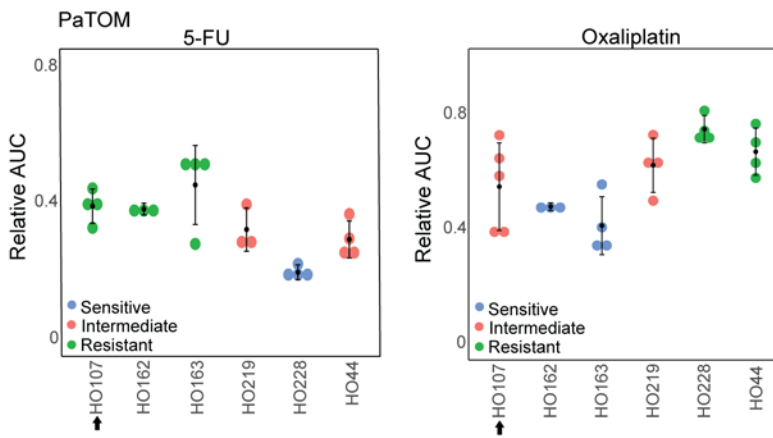 PaTOM
5-FU
Relative AUC
0.8
0.4
0
Sensitive
Intermediate
Resistant
HO107
HO162
HO163
HO219
HO228
HO44
Oxaliplatin
Relative AUC
0.8
0.4
0
Sensitive
Intermediate
Resistant
HO107
HO162
HO163
HO219
HO228
HO44